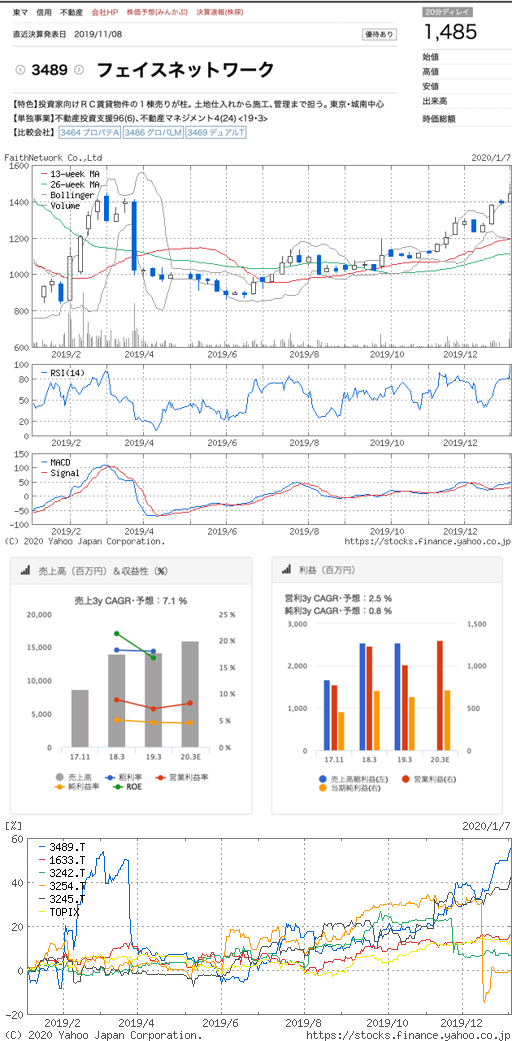 東マ 信用 不動産 会社HP 株価予想(みんかぶ) 決算速報(株探)
20分ディレイ
直近決算発表日 2019/11/08
優待あり
1,485
始値
高値
安値
出来高
時価総額
3489 フェイスネットワーク
【特色】投資家向けRC賃貸物件の1棟売りが柱。土地仕入れから施工、管理まで担う。東京・城南中心
【単独事業】不動産投資支援96(6)、不動産マネジメント4(24) <19・3>
【比較会社】 3464 プロパテA 3486 グロバLM 3469 デュアルT
FaithNetwork Co.,Ltd 2020/1/7
1600
1400
1200
1000
800
600
13-week MA
26-week MA
Bollinger
Volume
2019/2 2019/4 2019/6 2019/8 2019/10 2019/12
100
80
50
20
0
RSI(14)
2019/2 2019/4 2019/6 2019/8 2019/10 2019/12
150
100
50
0
-50
-100
MACD
Signal
2019/2 2019/4 2019/6 2019/8 2019/10 2019/12
(C) 2020 Yahoo Japan Corporation. https://stocks.finance.yahoo.co.jp
売上高（百万円）＆収益性（%）
売上3y CAGR・予想：7.1 %
20,000
15,000
10,000
5,000
0
25 %
20 %
15 %
10 %
5 %
0 %
17.11 18.3 19.3 20.3E
売上高 粗利率 営業利益率
純利益率 ROE
利益（百万円）
営利3y CAGR・予想：2.5 %
純利3y CAGR・予想：0.8 %
3,000
2,000
1,000
0
1,500
1,000
500
0
17.11 18.3 19.3 20.3E
売上高総利益(左) 営業利益(右)
当期純利益(右)
[%] 2020/1/7
60
40
20
0
-20
3489.T
1633.T
3242.T
3254.T
3245.T
TOPIX
2019/2 2019/4 2019/6 2019/8 2019/10 2019/12
(C) 2020 Yahoo Japan Corporation. https://stocks.finance.yahoo.co.jp